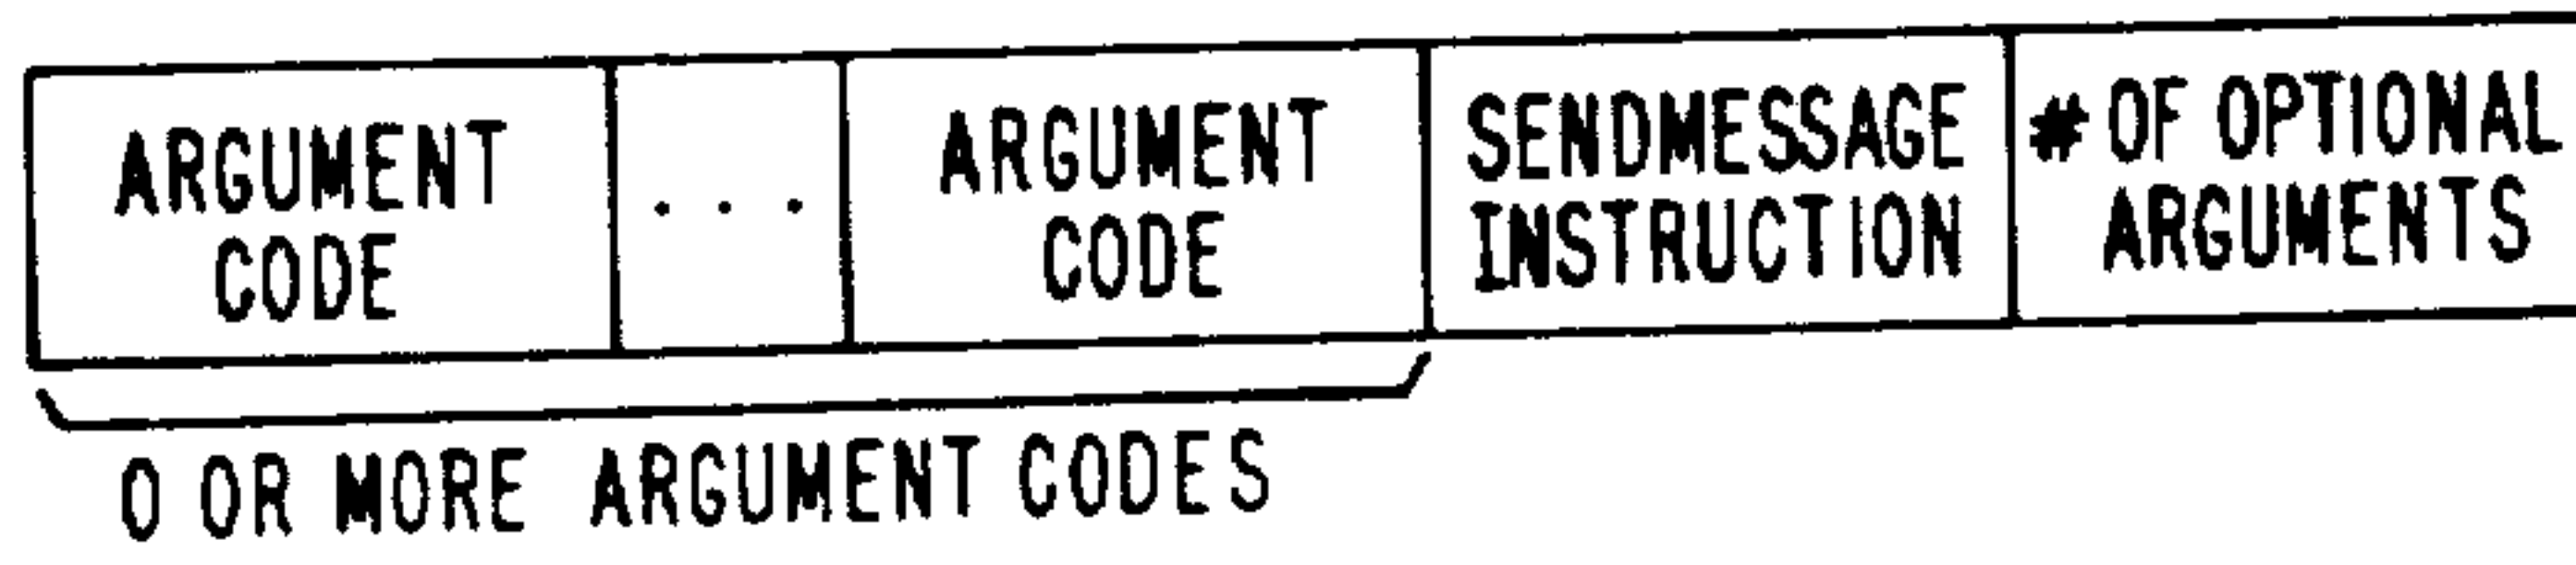 ARGUMENT
CODE
. . .
ARGUMENT
CODE
SENDMESSAGE
INSTRUCTION
# OF OPTIONAL
ARGUMENTS
0 OR MORE ARGUMENT CODES